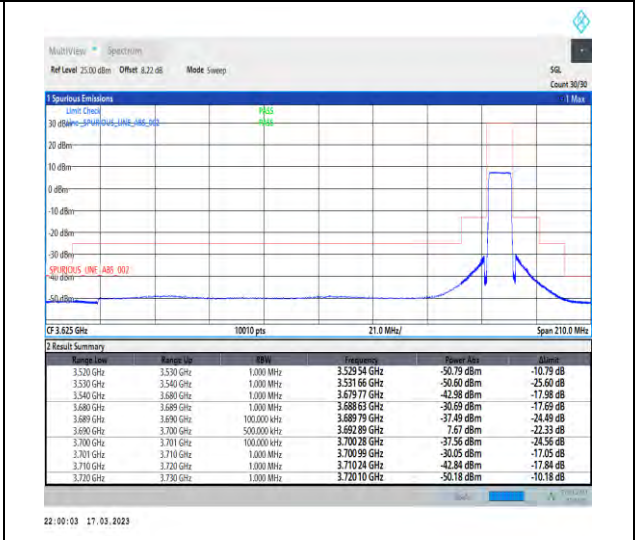 MultiView Spectrum
Ref Level 25.00 dBm Offset 8.22 dB Mode Sweep SGL
Count 30/30
1 Spurious Emissions 1 Max
Limit Check PASS
30 dBm _SPURIOUS_LINE_ABS_002 PASS
20 dBm
10 dBm
0 dBm
-10 dBm
-20 dBm
-30 dBm
_SPURIOUS_LINE_ABS_002
-40 dBm
-50 dBm
CF 3.625 GHz 10010 pts 21.0 MHz/ Span 210.0 MHz
2 Result Summary
Range Low Range Up RBW Frequency Power Abs ΔLimit
3.520 GHz 3.530 GHz 1.000 MHz 3.529 54 GHz -50.79 dBm -10.79 dB
3.530 GHz 3.540 GHz 1.000 MHz 3.531 66 GHz -50.60 dBm -25.60 dB
3.540 GHz 3.680 GHz 1.000 MHz 3.679 77 GHz -42.98 dBm -17.98 dB
3.680 GHz 3.689 GHz 1.000 MHz 3.688 63 GHz -30.69 dBm -17.69 dB
3.689 GHz 3.690 GHz 100.000 kHz 3.689 79 GHz -37.49 dBm -24.49 dB
3.690 GHz 3.700 GHz 500.000 kHz 3.692 89 GHz 7.67 dBm -22.33 dB
3.700 GHz 3.701 GHz 100.000 kHz 3.700 28 GHz -37.56 dBm -24.56 dB
3.701 GHz 3.710 GHz 1.000 MHz 3.700 99 GHz -30.05 dBm -17.05 dB
3.710 GHz 3.720 GHz 1.000 MHz 3.710 24 GHz -42.84 dBm -17.84 dB
3.720 GHz 3.730 GHz 1.000 MHz 3.720 10 GHz -50.18 dBm -10.18 dB
22:00:03 17.03.2023